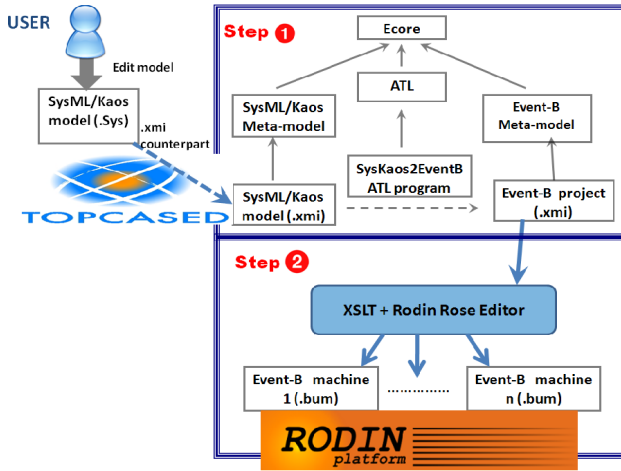 USER
Edit model
SysML/Kaos
model (.Sys)
.xmi
counterpart
TOPCASED
Step 1
Ecore
SysML/Kaos
Meta-model
ATL
Event-B
Meta-model
SysKaos2EventB
ATL program
SysML/Kaos
model (.xmi)
Event-B project
(.xmi)
Step 2
XSLT + Rodin Rose Editor
Event-B machine
1 (.bum)
...............
Event-B machine
n (.bum)
RODIN
platform